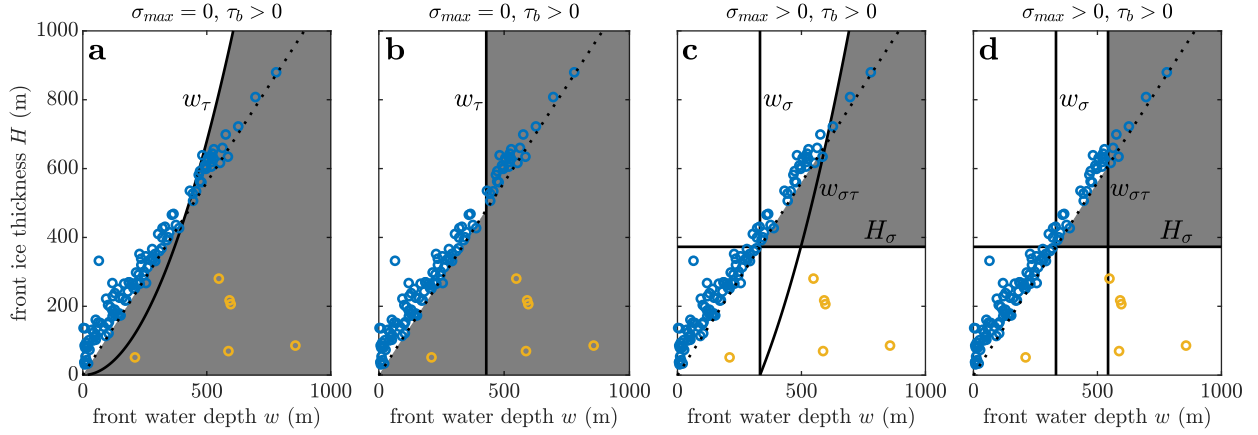 σmax = 0, τb > 0
σmax = 0, τb > 0
σmax > 0, τb > 0
σmax > 0, τb > 0
a
b
c
d
wτ
wτ
wσ
wστ
Hσ
wσ
wστ
Hσ
front ice thickness H (m)
1000
800
600
400
200
0
0 500 1000
0 500 1000
0 500 1000
0 500 1000
front water depth w (m)
front water depth w (m)
front water depth w (m)
front water depth w (m)